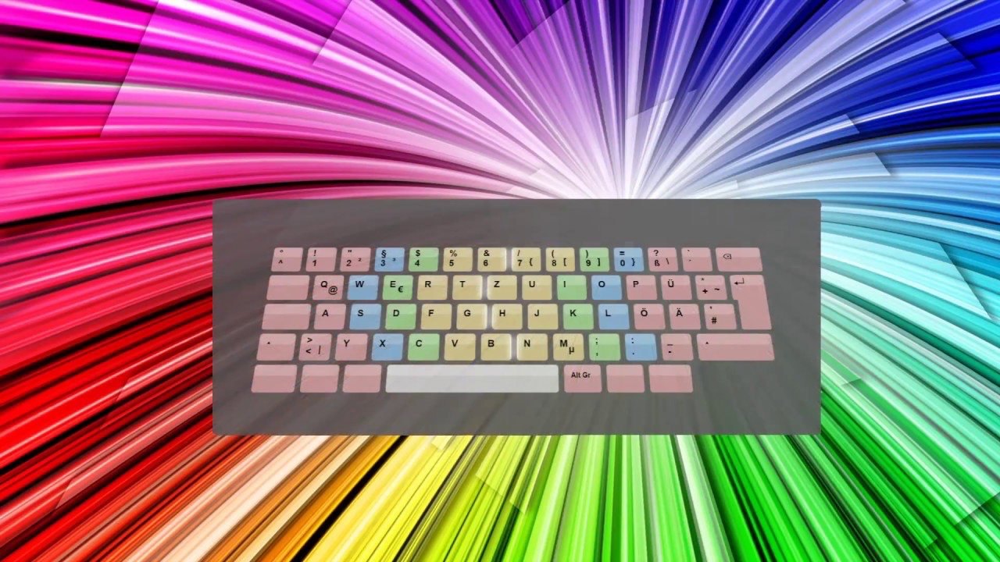 ° ! " § $ % & / ( ) = ? `
^ 1 2 ² 3 ³ 4 5 6 7 { 8 [ 9 ] 0 } ß \ ´ ⌫
Q @ W E € R T Z U I O P Ü * + ~ ↵
A S D F G H J K L Ö Ä ' #
> < | Y X C V B N M µ ; , : . _ -
Alt Gr